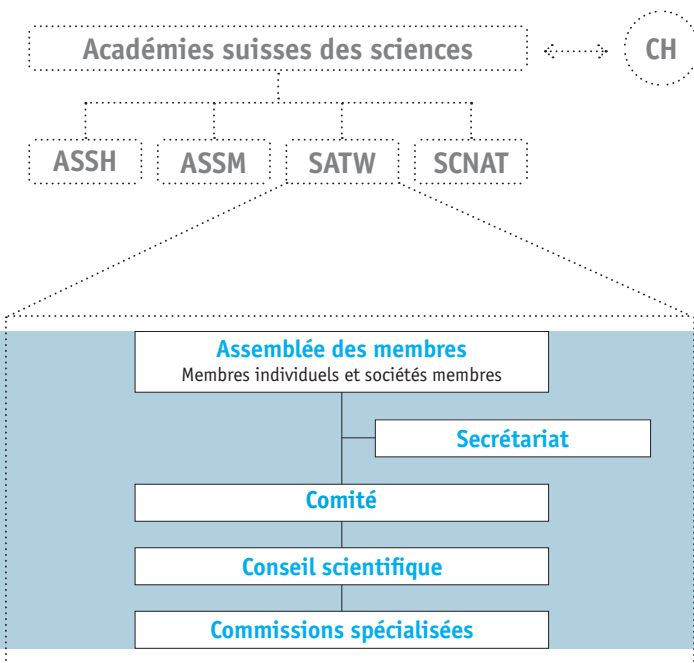 Académies suisses des sciences
CH
ASSH
ASSM
SATW
SCNAT
Assemblée des membres
Membres individuels et sociétés membres
Secrétariat
Comité
Conseil scientifique
Commissions spécialisées